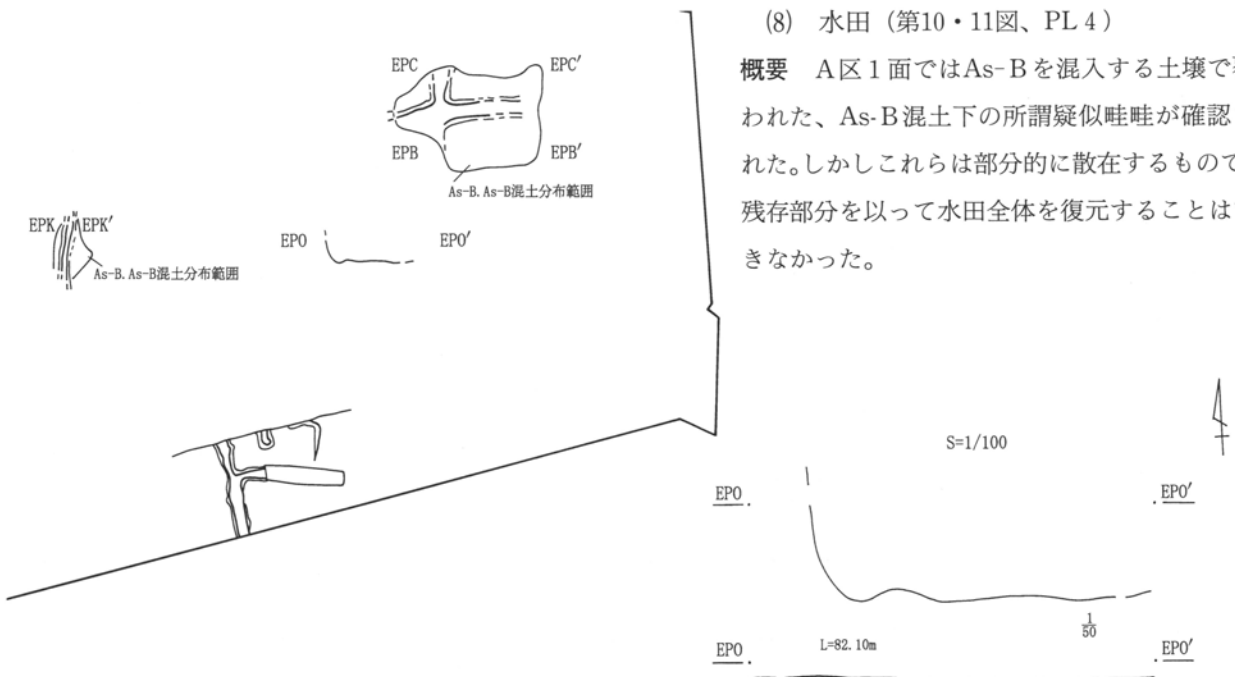 (8) 水田（第10・11図、PL 4）
概要　A区1面ではAs-Bを混入する土壌で
われた、As-B混土下の所謂疑似畦畦が確認
れた。しかしこれらは部分的に散在するもので
残存部分を以って水田全体を復元することは
きなかった。
EPC EPC′
EPB EPB′
As-B.As-B混土分布範囲
EPK EPK′
As-B.As-B混土分布範囲
EPO EPO′
S=1/100
EPO. .EPO′
1/50
EPO. L=82.10m .EPO′